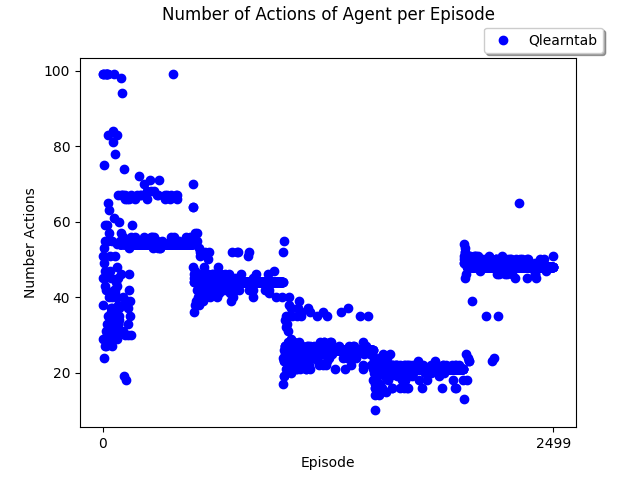 Number of Actions of Agent per Episode
Qlearntab
100
80
60
40
20
Number Actions
0
2499
Episode